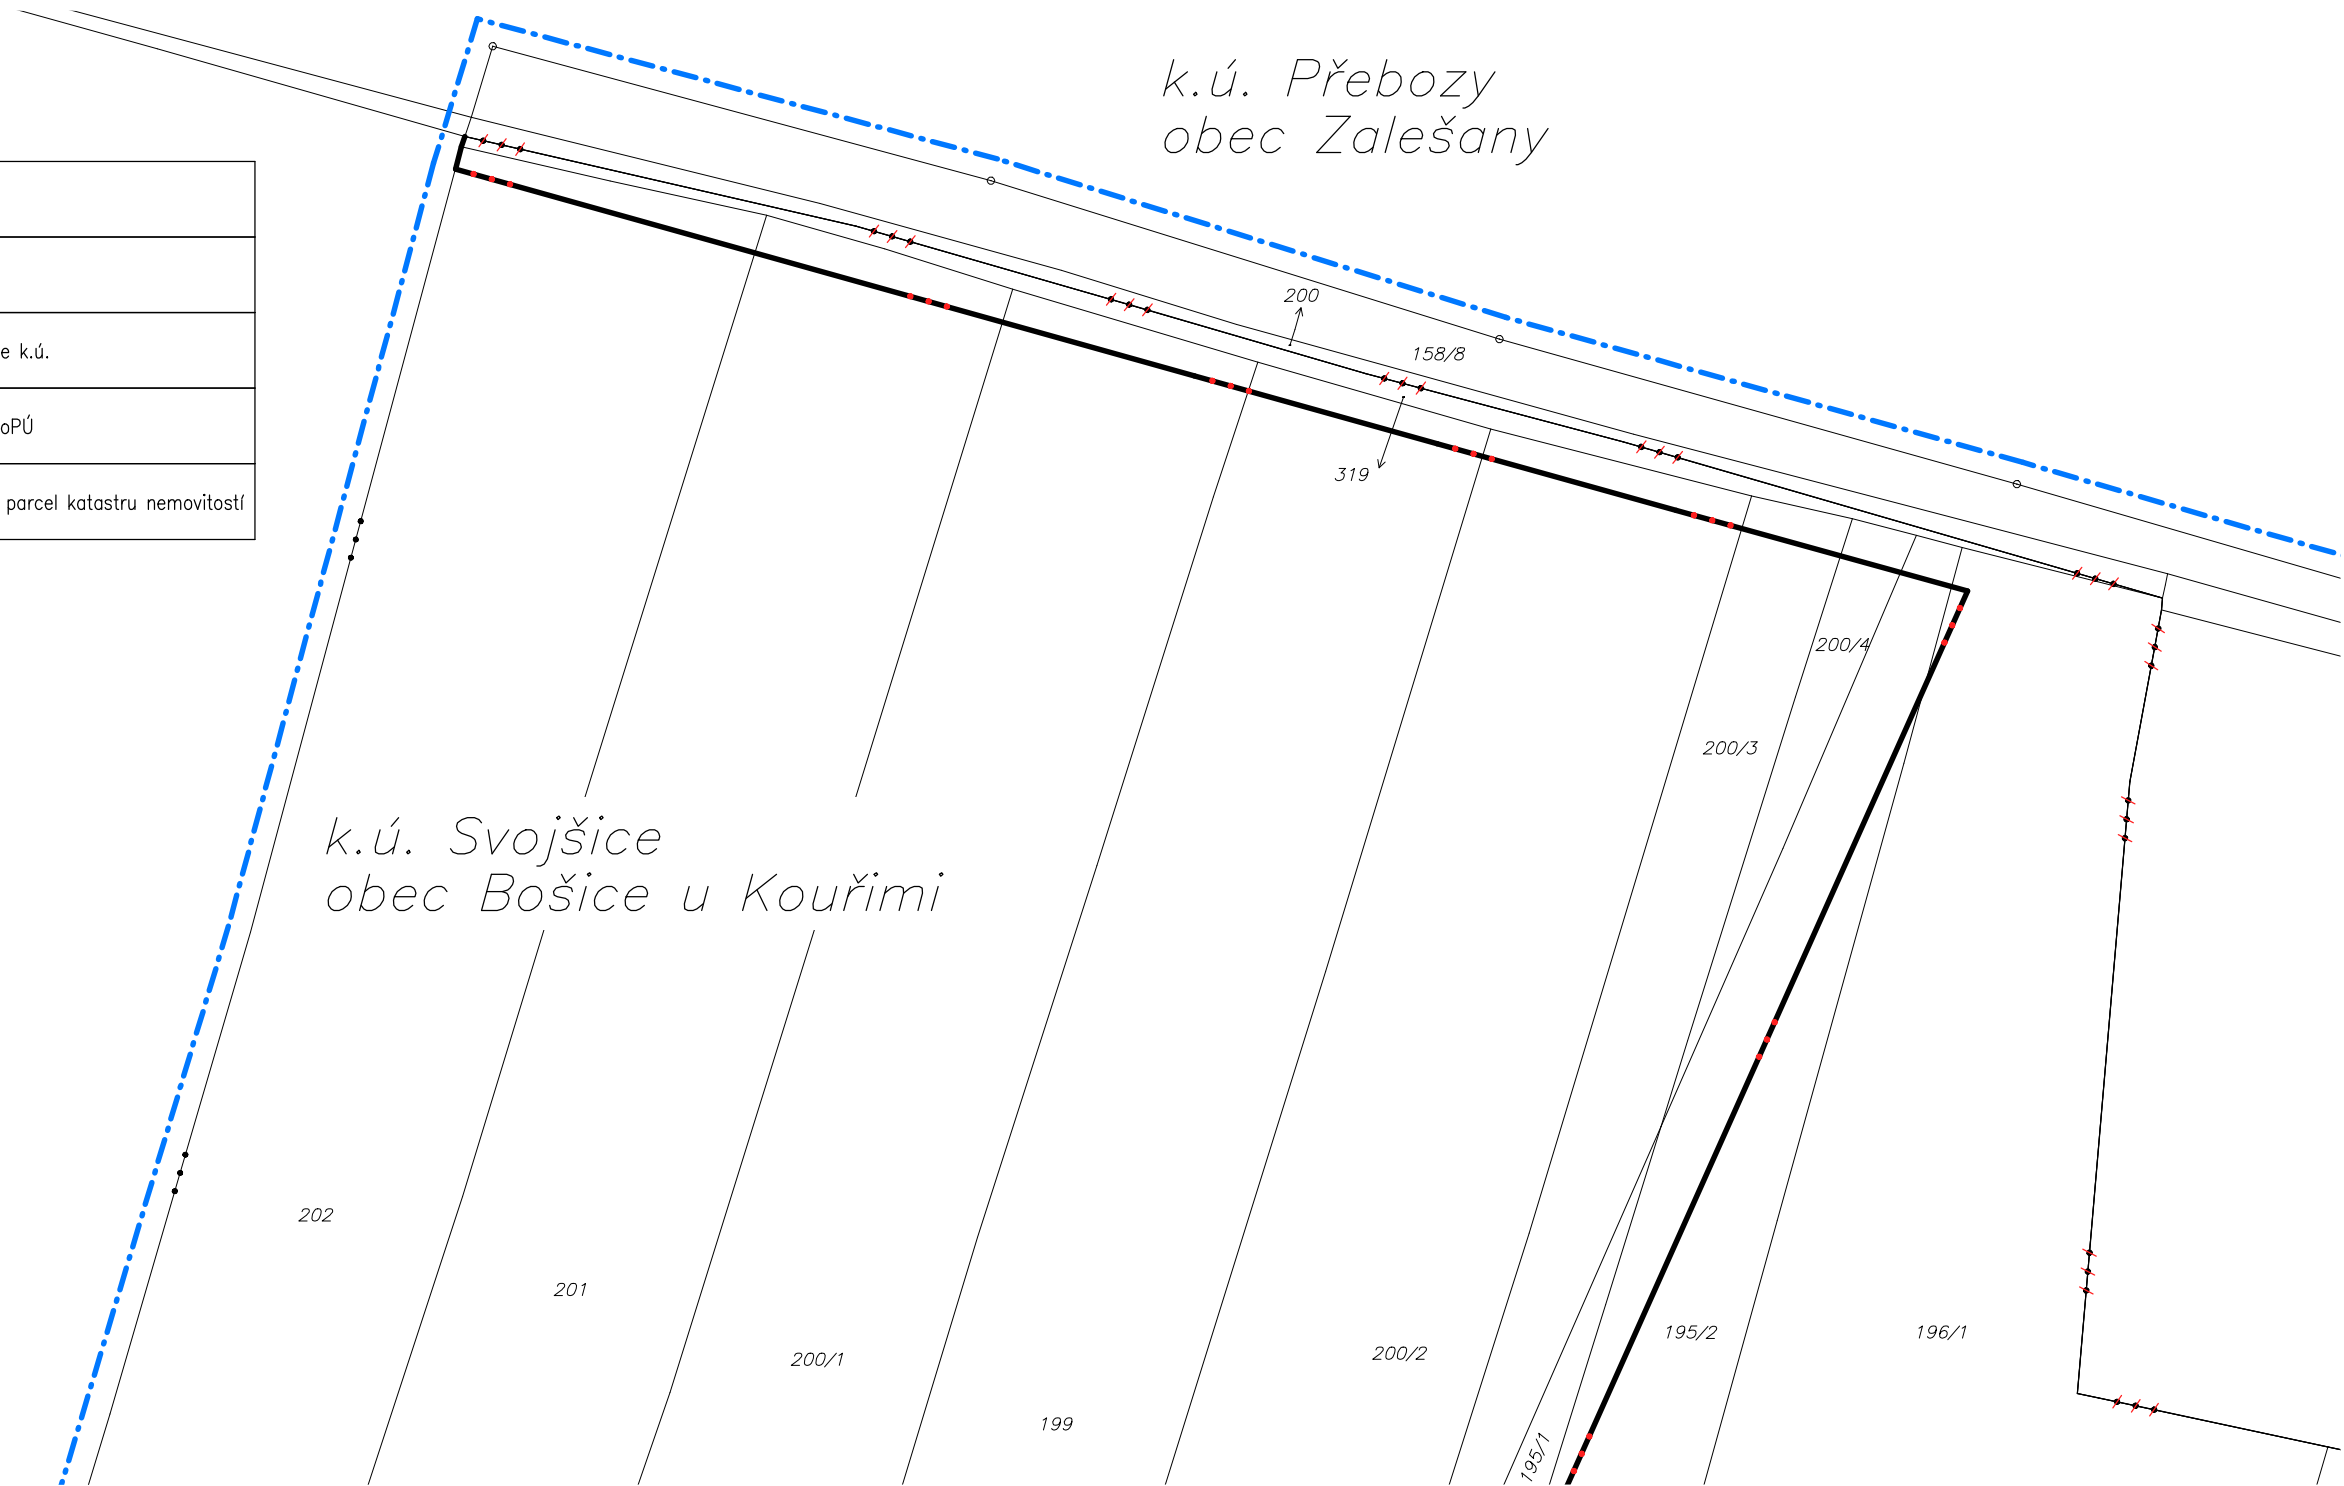 k.ú. Přebozy
obec Zalešany
200
158/8
e k.ú.
oPÚ
319
parcel katastru nemovitostí
200/4
200/3
k.ú. Svojšice
obec Bošice u Kouřimi
202
201
195/2
196/1
200/1
200/2
199
195/1